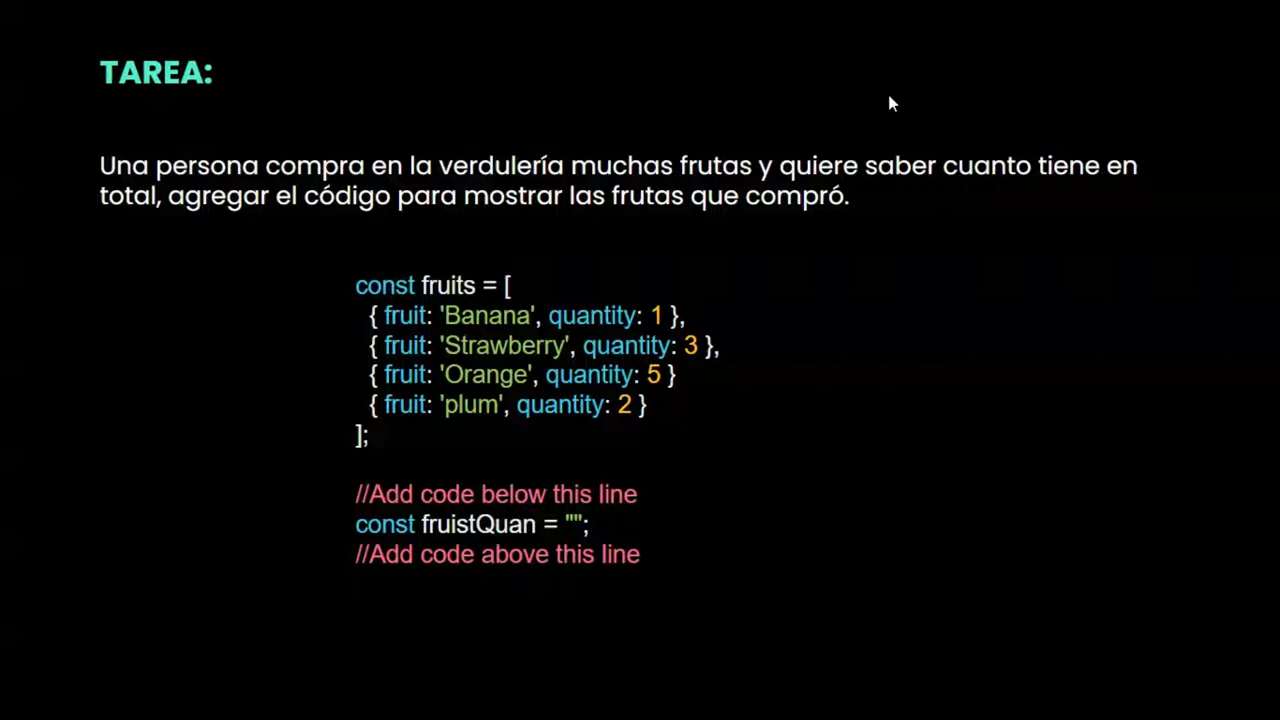 TAREA:
Una persona compra en la verdulería muchas frutas y quiere saber cuanto tiene en
total, agregar el código para mostrar las frutas que compró.
const fruits = [
{ fruit: 'Banana', quantity: 1 },
{ fruit: 'Strawberry', quantity: 3 },
{ fruit: 'Orange', quantity: 5 }
{ fruit: 'plum', quantity: 2 }
];
//Add code below this line
const fruistQuan = "";
//Add code above this line